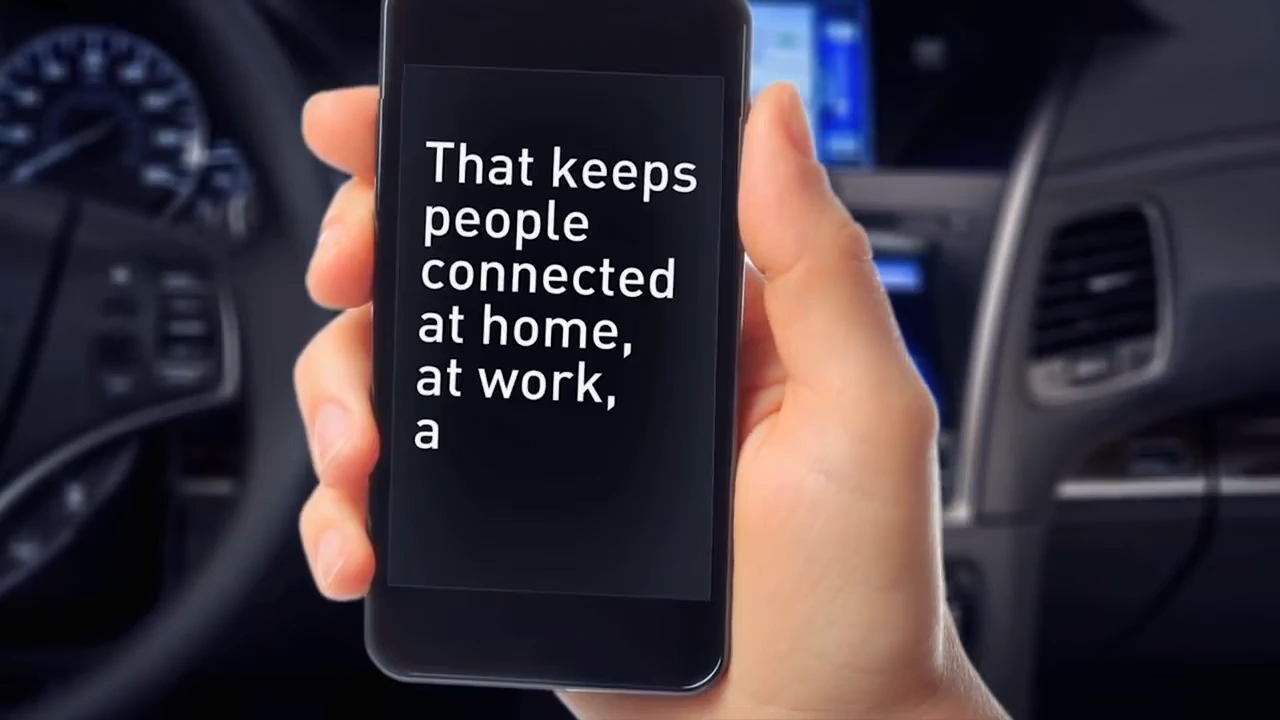 That keeps
people
connected
at home,
at work,
a